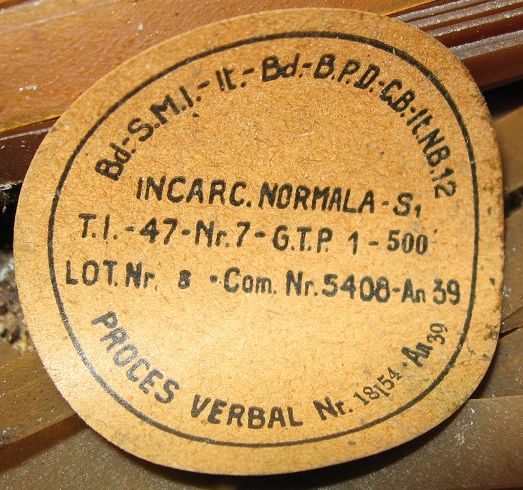 Bd.-S.M.I.-It.-Bd.-B.P.D.-C.B.-It.NB.12
INCARC. NORMALA - S1
T.I.-47-Nr.7-G.T.P. 1-500
LOT.Nr. 8 · Com. Nr.5408-An 39
PROCES VERBAL Nr. 18154 · An 39